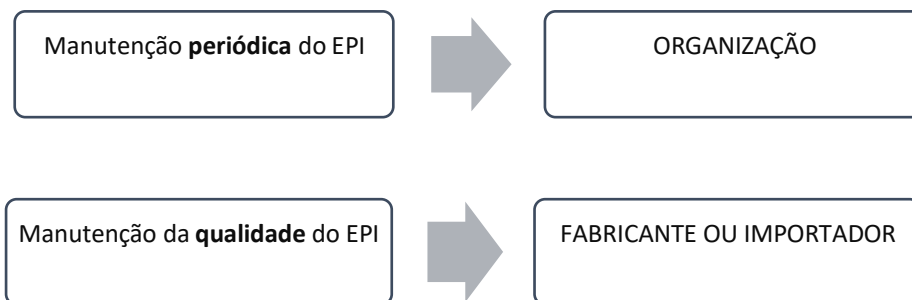 Manutenção periódica do EPI
ORGANIZAÇÃO
Manutenção da qualidade do EPI
FABRICANTE OU IMPORTADOR